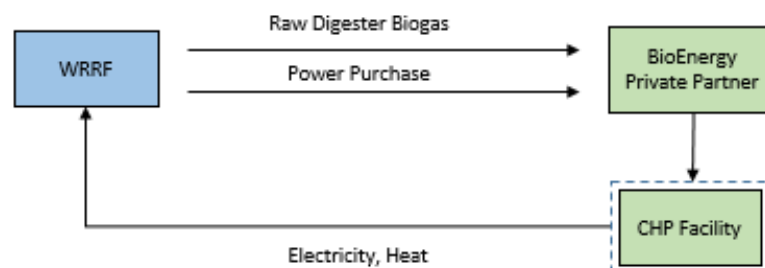 Raw Digester Biogas
WRRF
Power Purchase
BioEnergy
Private Partner
CHP Facility
Electricity, Heat